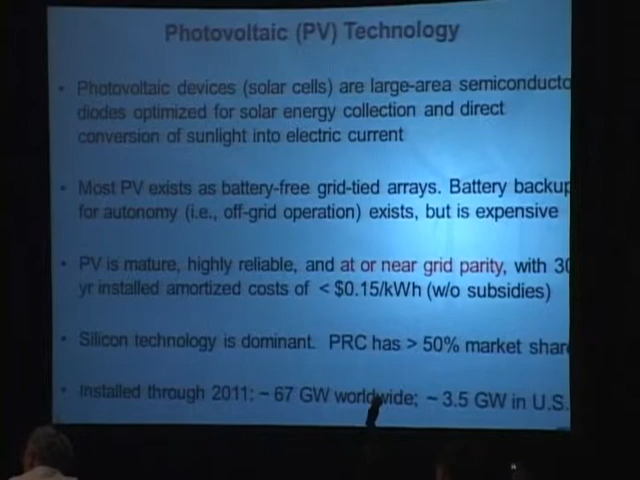 Photovoltaic (PV) Technology
• Photovoltaic devices (solar cells) are large-area semiconducto
diodes optimized for solar energy collection and direct
conversion of sunlight into electric current
• Most PV exists as battery-free grid-tied arrays. Battery backup
for autonomy (i.e., off-grid operation) exists, but is expensive
• PV is mature, highly reliable, and at or near grid parity, with 30
yr installed amortized costs of < $0.15/kWh (w/o subsidies)
• Silicon technology is dominant. PRC has > 50% market share
• Installed through 2011: ~ 67 GW worldwide; ~ 3.5 GW in U.S.